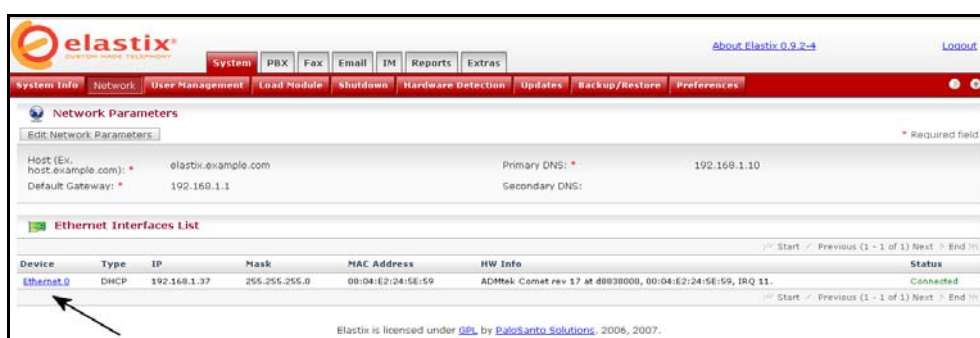 elastix®
CUSTOM MADE TELEPHONY
About Elastix 0.9.2-4
Logout
System PBX Fax Email IM Reports Extras
System Info Network User Management Load Module Shutdown Hardware Detection Updates Backup/Restore Preferences
Network Parameters
Edit Network Parameters
* Required field
Host (Ex. host.example.com): * elastix.example.com Primary DNS: * 192.168.1.10
Default Gateway: * 192.168.1.1 Secondary DNS:
Ethernet Interfaces List
Start Previous (1 - 1 of 1) Next End
Device Type IP Mask MAC Address HW Info Status
Ethernet 0 DHCP 192.168.1.37 255.255.255.0 00:04:E2:24:5E:59 ADMtek Comet rev 17 at d8838000, 00:04:E2:24:5E:59, IRQ 11. Connected
Start Previous (1 - 1 of 1) Next End
Elastix is licensed under GPL by PaloSanto Solutions. 2006, 2007.